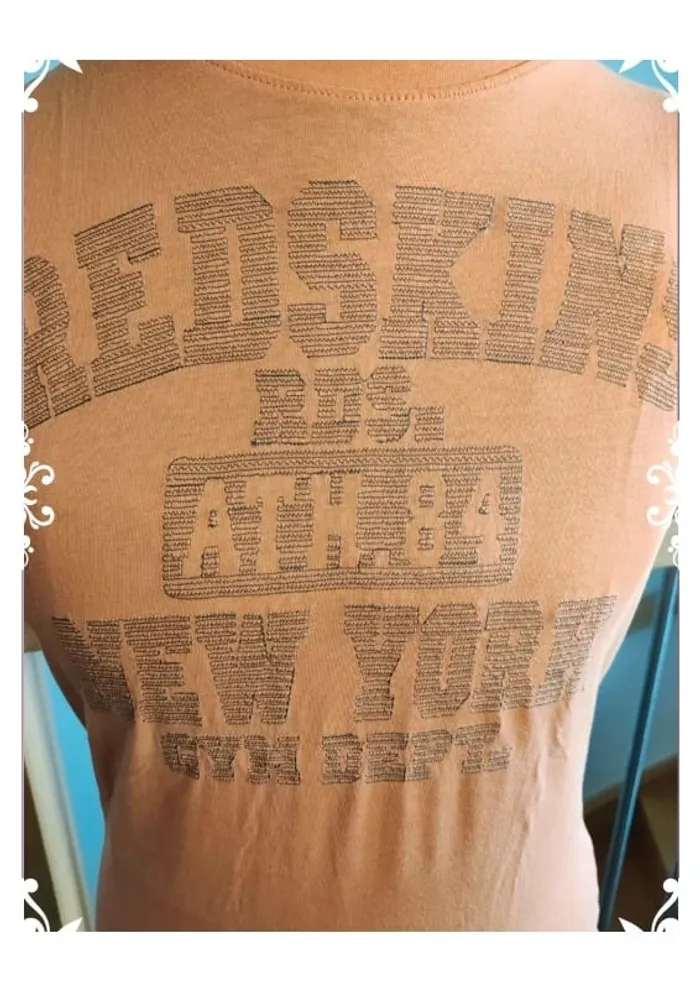 REDSKINS
RDS.
ATH.84
NEW YORK
GYM DEPT.